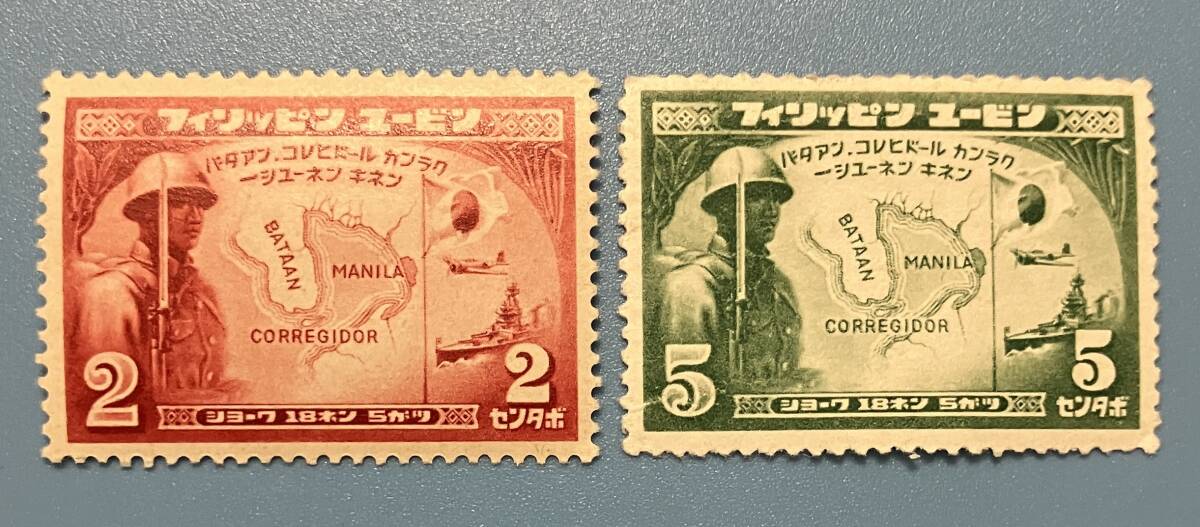 フィリッピン ユービン
バタアン.コレヒドール カンラク
一シユーネン キネン
BATAAN
MANILA
CORREGIDOR
2
2
シヨーワ 18ネン 5ガツ
センタボ
フィリッピン ユービン
バタアン.コレヒドール カンラク
一シユーネン キネン
BATAAN
MANILA
CORREGIDOR
5
5
シヨーワ 18ネン 5ガツ
センタボ